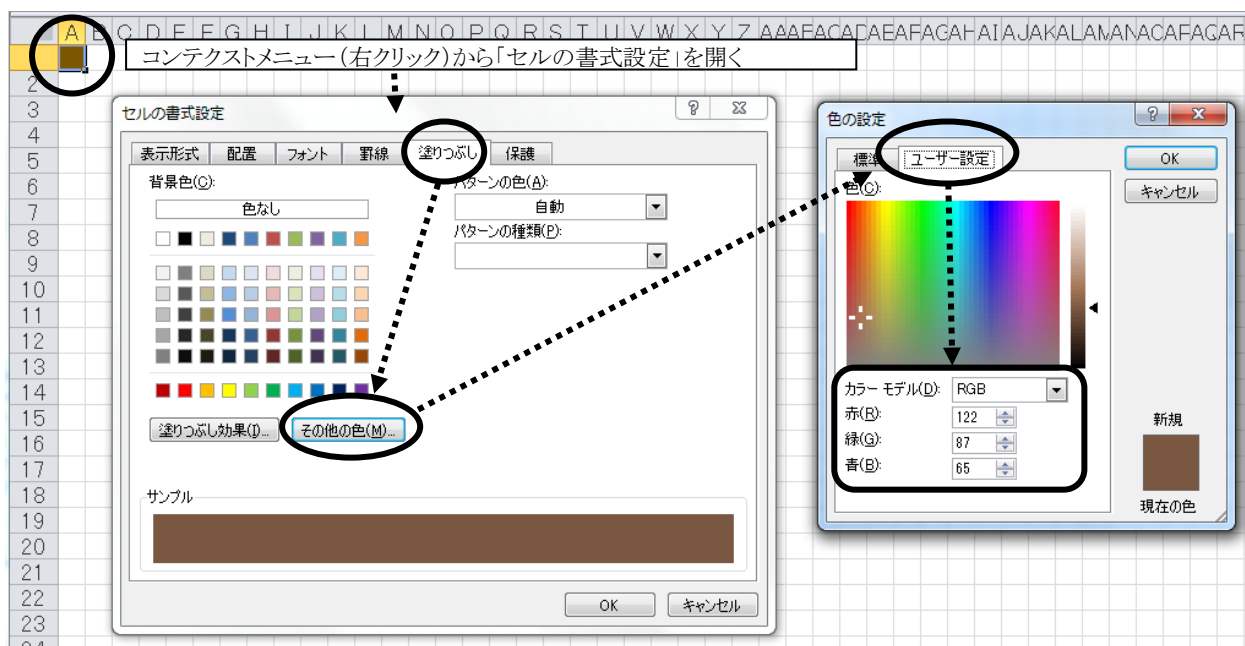 A B C D E F G H I J K L M N O P Q R S T U V W X Y Z
コンテクストメニュー(右クリック)から「セルの書式設定」を開く
2
3
4
5
6
7
8
9
10
11
12
13
14
15
16
17
18
19
20
21
22
23
セルの書式設定
表示形式 配置 フォント 罫線 塗りつぶし 保護
背景色(C):
色なし
パターンの色(A):
自動
パターンの種類(P):
塗りつぶし効果(I)... その他の色(M)...
サンプル
OK キャンセル
色の設定
標準 ユーザー設定
OK
キャンセル
色(C):
カラー モデル(D): RGB
赤(R): 122
緑(G): 87
青(B): 65
新規
現在の色